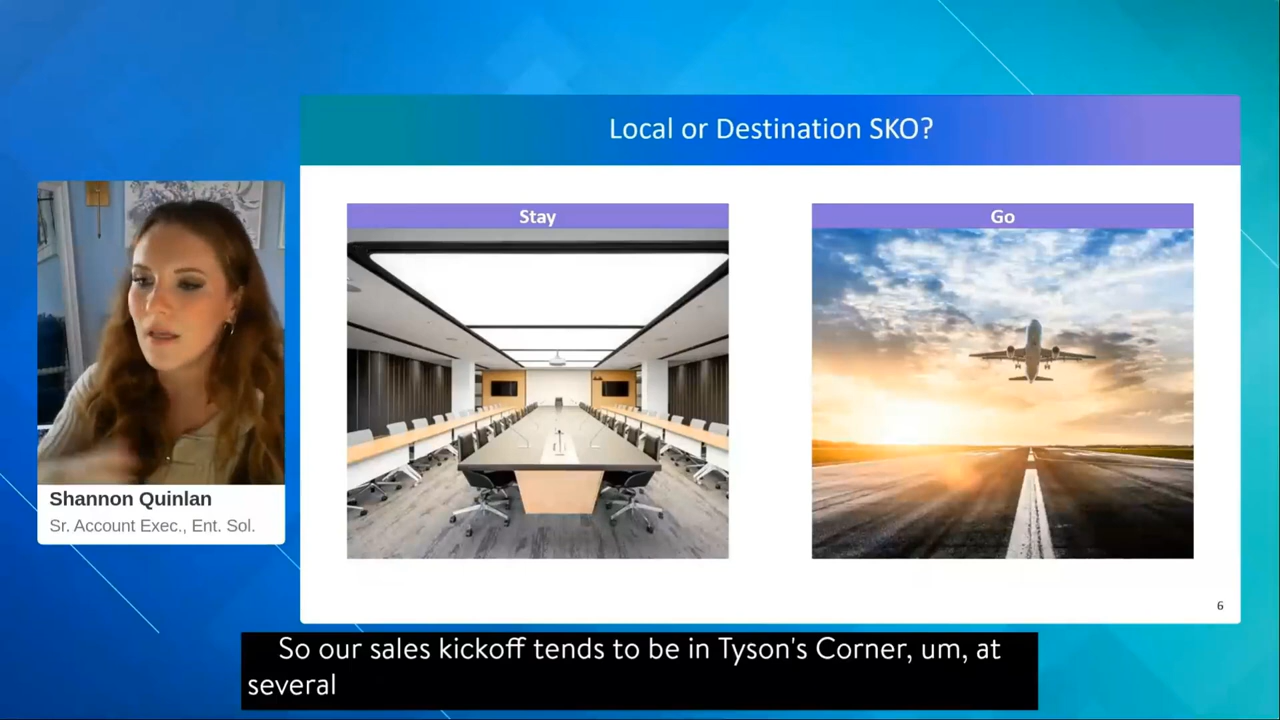 Local or Destination SKO?
Stay
Go
Shannon Quinlan
Sr. Account Exec., Ent. Sol.
6
So our sales kickoff tends to be in Tyson's Corner, um, at
several